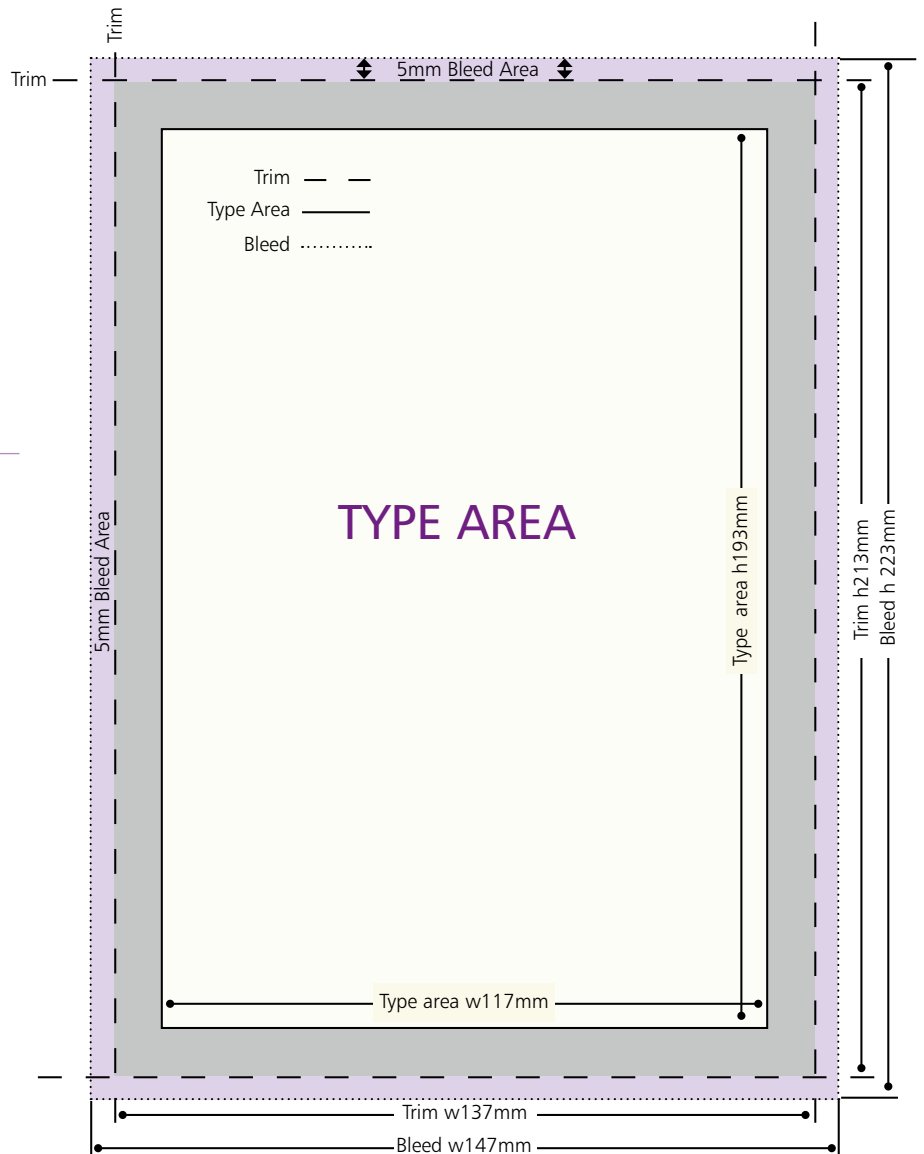 Trim
Trim
5mm Bleed Area
Trim
Type Area
Bleed
TYPE AREA
5mm Bleed Area
Type area h193mm
Trim h213mm
Bleed h 223mm
Type area w117mm
Trim w137mm
Bleed w147mm